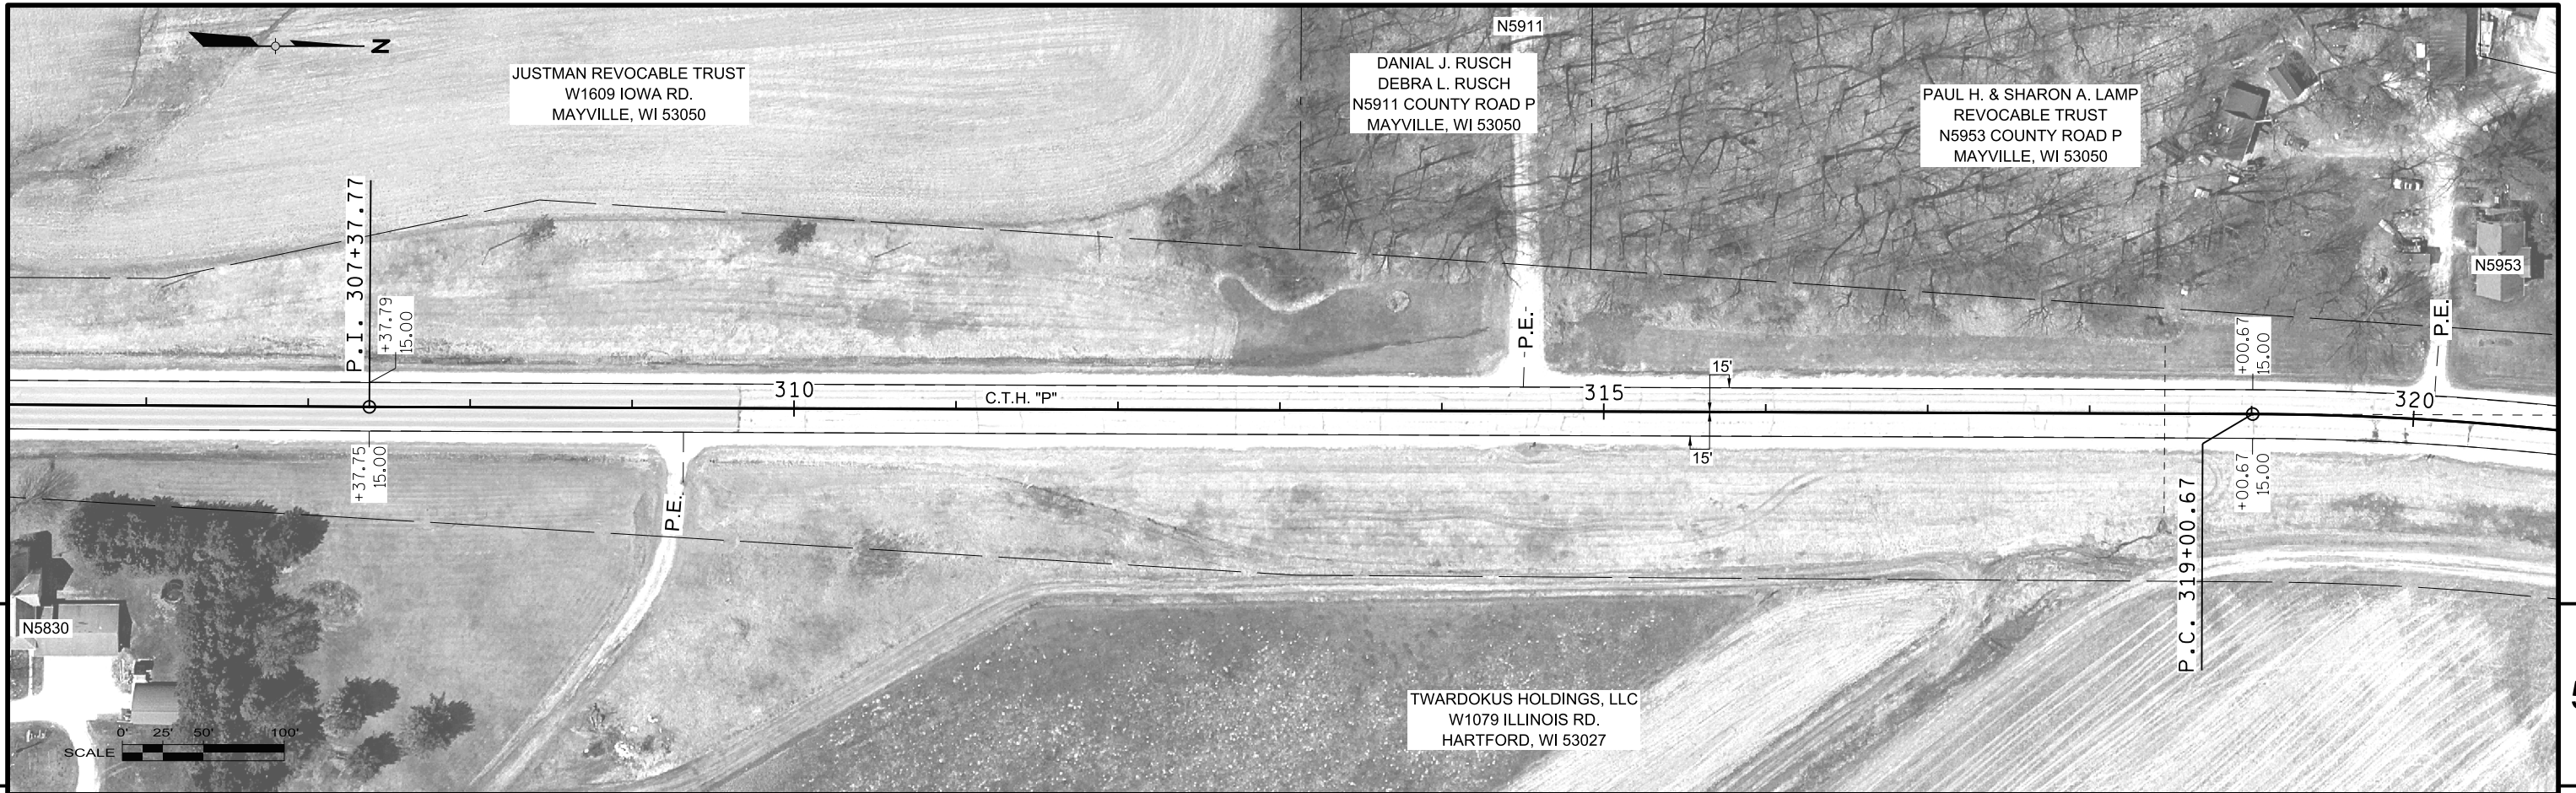 N
JUSTMAN REVOCABLE TRUST
W1609 IOWA RD.
MAYVILLE, WI 53050
N5911
DANIAL J. RUSCH
DEBRA L. RUSCH
N5911 COUNTY ROAD P
MAYVILLE, WI 53050
PAUL H. & SHARON A. LAMP
REVOCABLE TRUST
N5953 COUNTY ROAD P
MAYVILLE, WI 53050
N5953
P.I. 307+37.77
+37.79
15.00
P.E.
+00.67
15.00
P.E.
310
C.T.H. "P"
315
15'
320
+37.75
15.00
P.E.
15'
+00.67
15.00
P.C. 319+00.67
N5830
TWARDOKUS HOLDINGS, LLC
W1079 ILLINOIS RD.
HARTFORD, WI 53027
SCALE
0' 25' 50' 100'